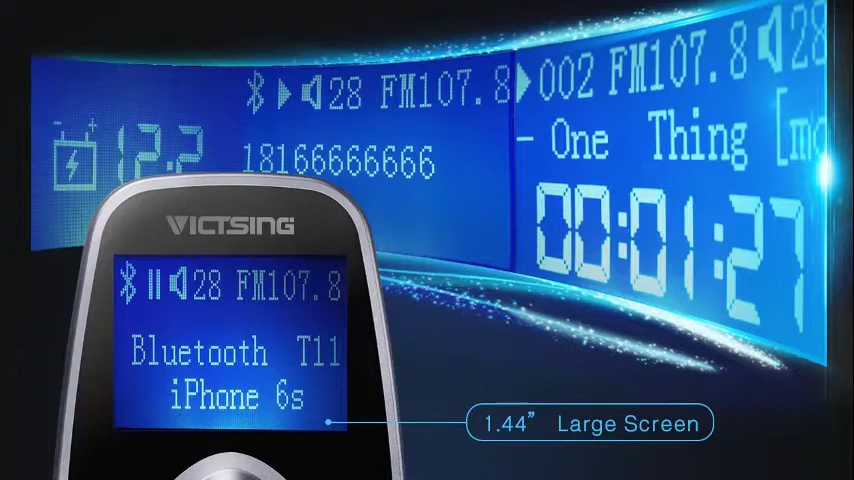 12.2
28 FM107.8
18166666666
002 FM107.8 28
- One Thing [mo
00:01:27
VICTSING
28 FM107.8
Bluetooth T11
iPhone 6s
1.44” Large Screen